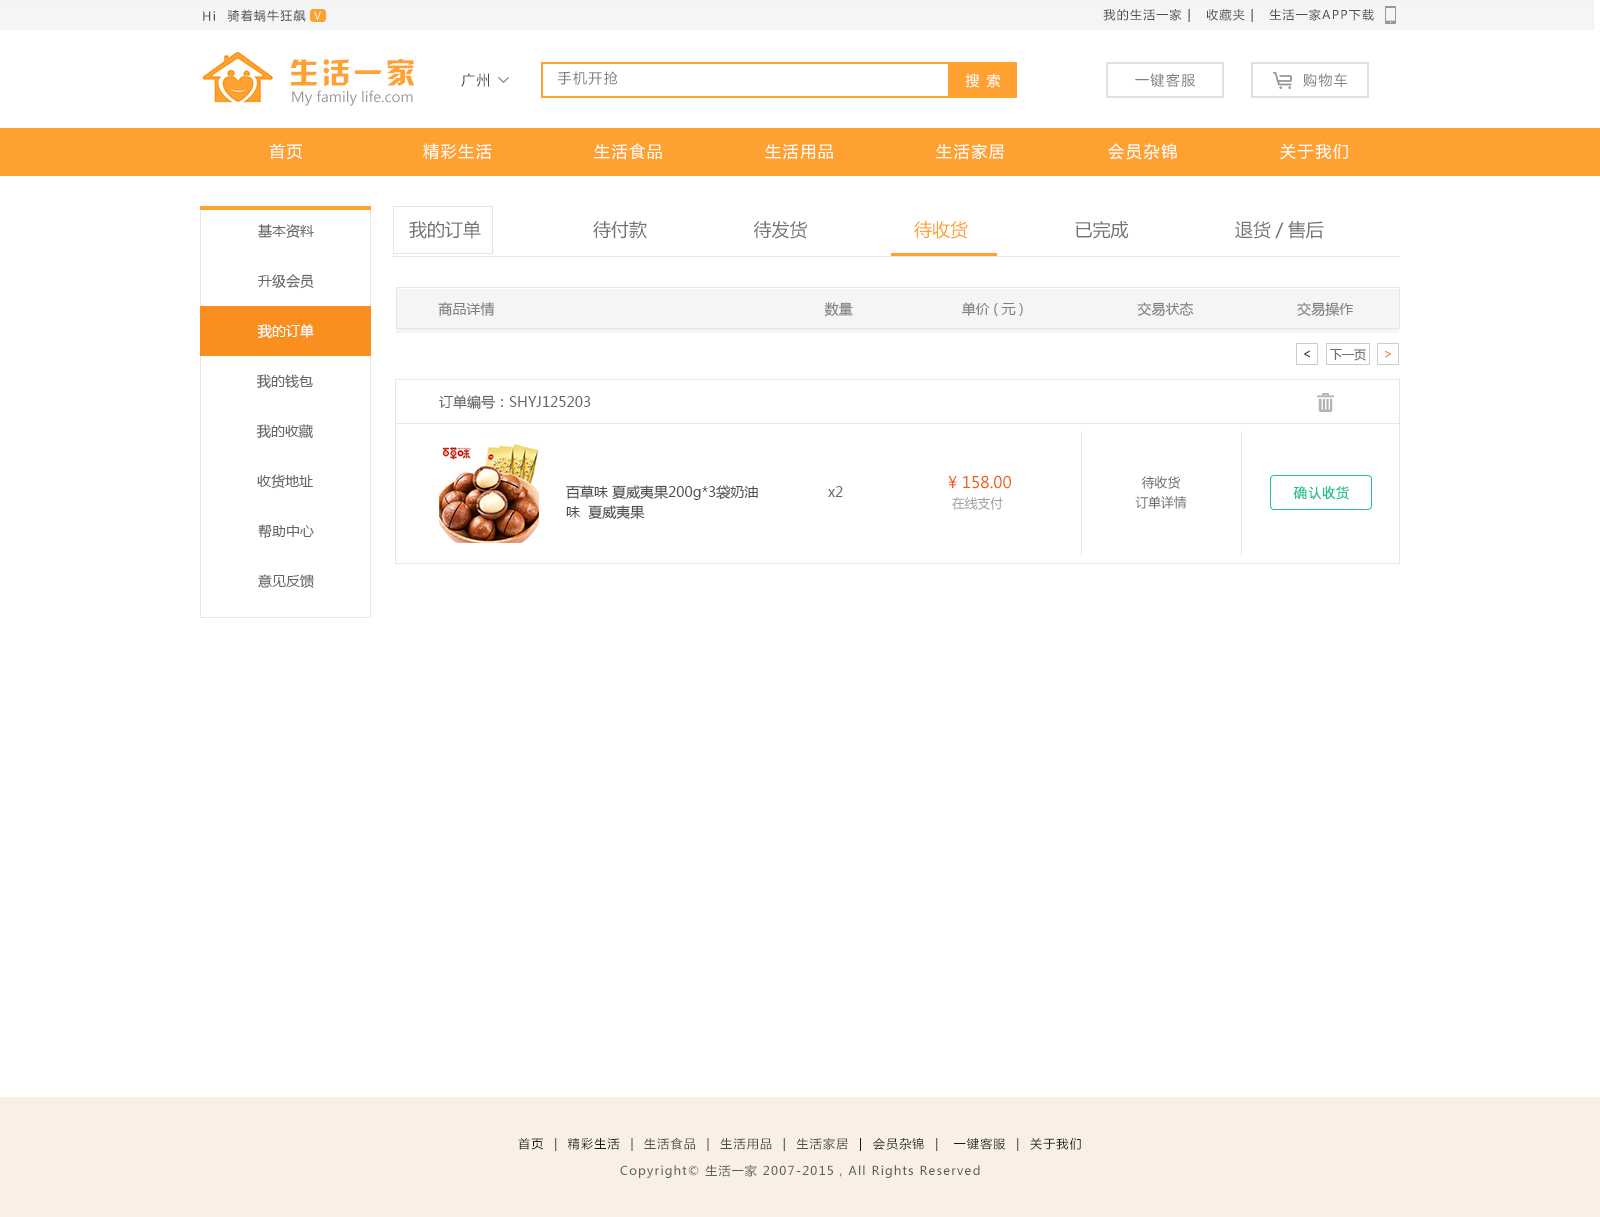 Hi 骑着蜗牛狂飙 V
我的生活一家 | 收藏夹 | 生活一家APP下载
生活一家
My family life.com
广州
手机开抢
搜 索
一键客服
购物车
首页 精彩生活 生活食品 生活用品 生活家居 会员杂锦 关于我们
基本资料
升级会员
我的订单
我的钱包
我的收藏
收货地址
帮助中心
意见反馈
我的订单 待付款 待发货 待收货 已完成 退货 / 售后
商品详情 数量 单价 ( 元 ) 交易状态 交易操作
< 下一页 >
订单编号：SHYJ125203
百草味
百草味 夏威夷果200g*3袋奶油
味 夏威夷果
x2
¥ 158.00
在线支付
待收货
订单详情
确认收货
首页 | 精彩生活 | 生活食品 | 生活用品 | 生活家居 | 会员杂锦 | 一键客服 | 关于我们
Copyright© 生活一家 2007-2015 , All Rights Reserved